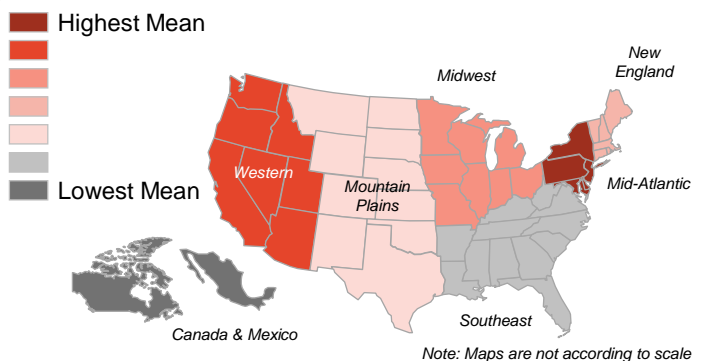 Highest Mean
Lowest Mean
New
England
Midwest
Western
Mountain
Plains
Mid-Atlantic
Southeast
Canada & Mexico
Note: Maps are not according to scale